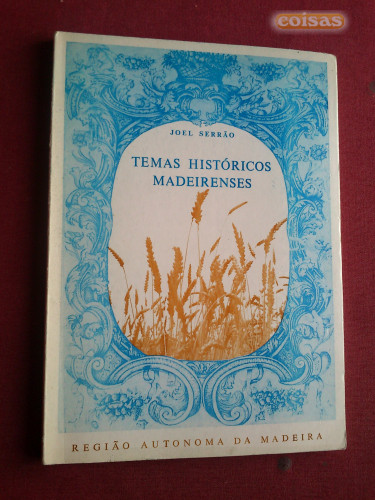 coisas
JOEL SERRÃO
TEMAS HISTÓRICOS
MADEIRENSES
REGIÃO AUTONOMA DA MADEIRA